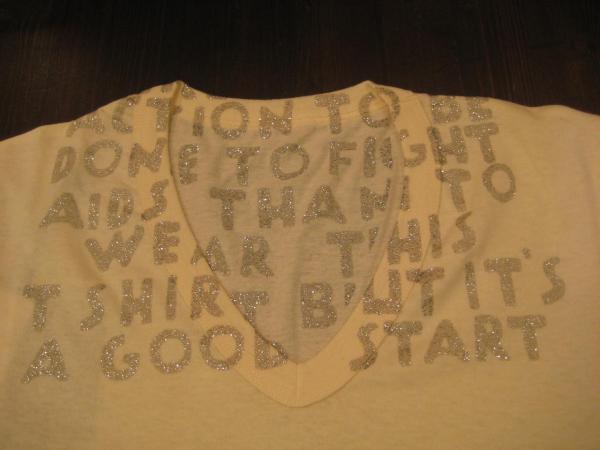 ACTION TO BE
DONE TO FIGHT
AIDS THAN TO
WEAR THIS
T SHIRT BUT IT'S
A GOOD START